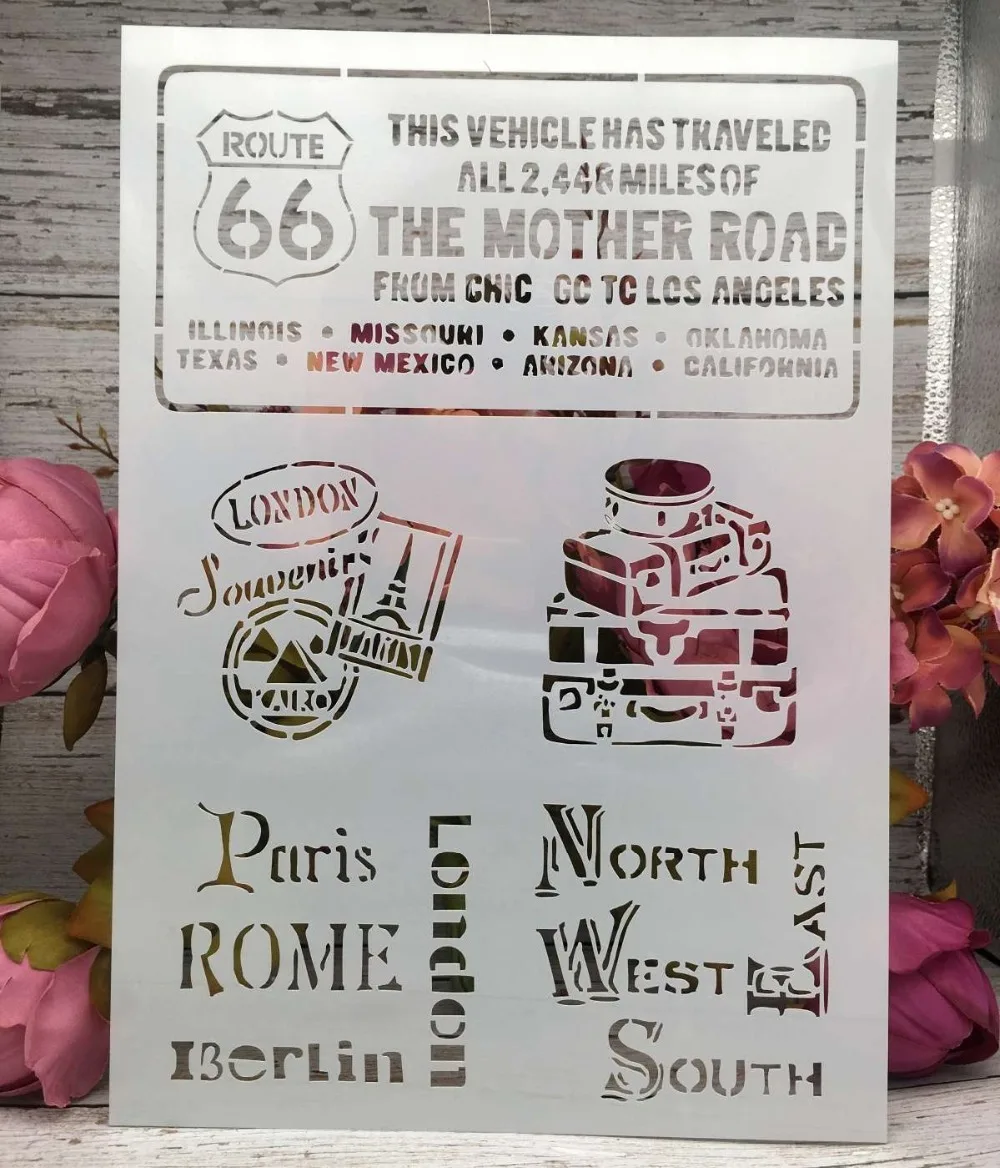 ROUTE
66
THIS VEHICLE HAS TRAVELED
ALL 2,448 MILES OF
THE MOTHER ROAD
FROM CHIC GO TO LOS ANGELES
ILLINOIS • MISSOURI • KANSAS • OKLAHOMA
TEXAS • NEW MEXICO • ARIZONA • CALIFORNIA
LONDON
Souvenir
PARIS
KAIRO
Paris
ROME
Berlin
London
NORTH
WEST
EAST
SOUTH